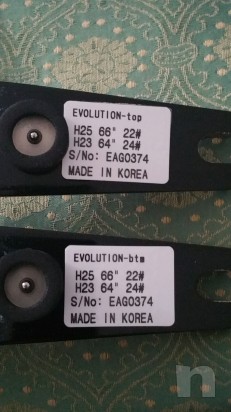 EVOLUTION-top
H25 66" 22#
H23 64" 24#
S/No: EAG0374
MADE IN KOREA
EVOLUTION-btm
H25 66" 22#
H23 64" 24#
S/No: EAG0374
MADE IN KOREA
n